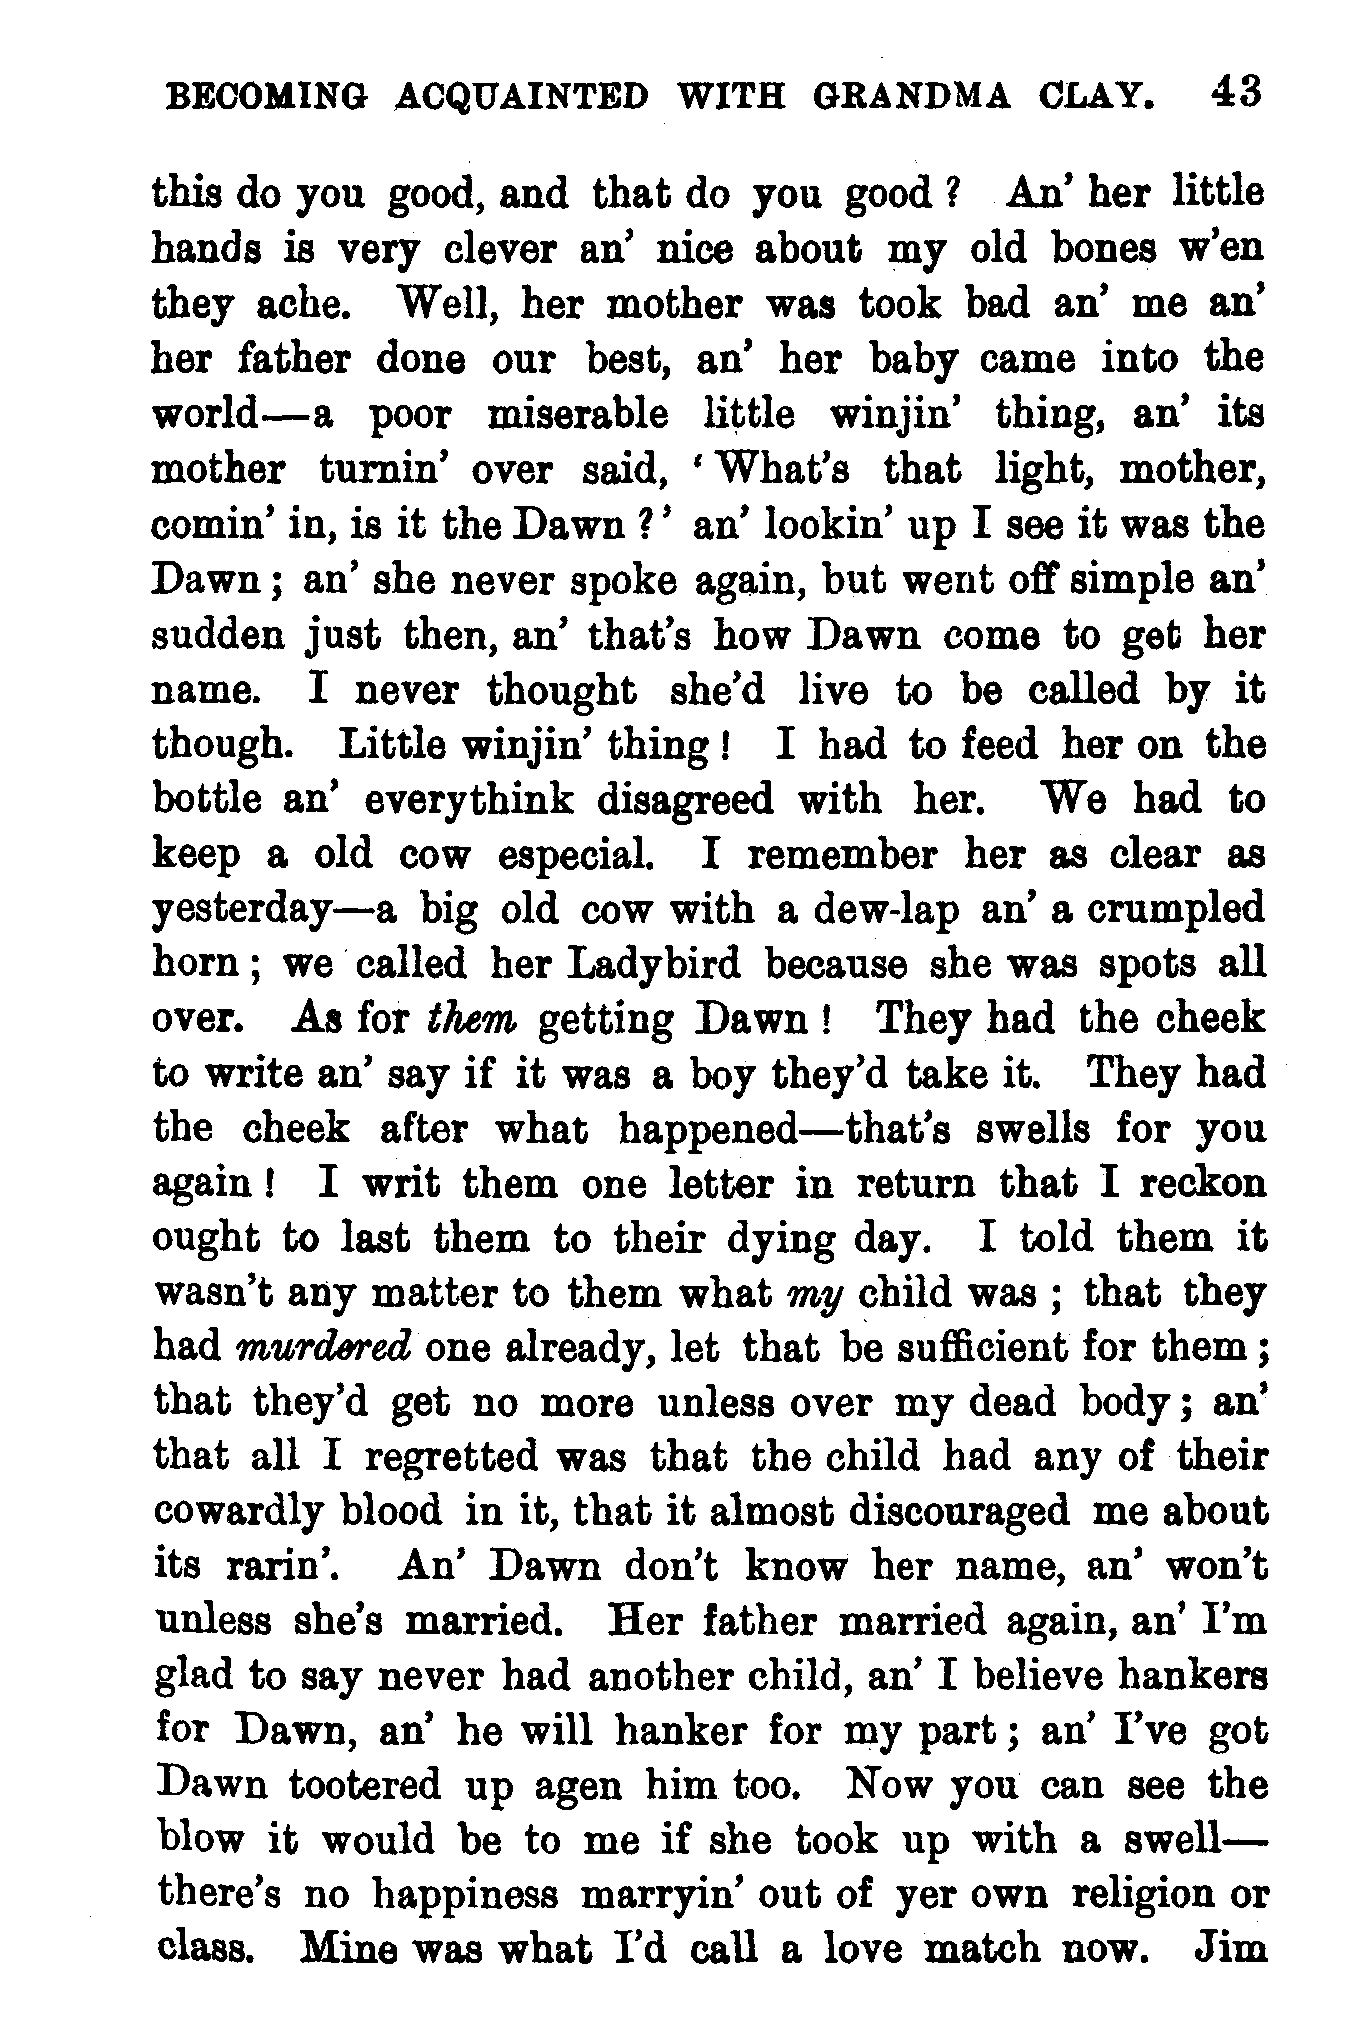 BECOMING ACQUAINTED WITH GRANDMA CLAY. 43
this do you good, and that do you good ? An' her little
hands is very clever an' nice about my old bones w'en
they ache. Well, her mother was took bad an' me an'
her father done our best, an' her baby came into the
world—a poor miserable little winjin' thing, an' its
mother turnin' over said, ‘What's that light, mother,
comin' in, is it the Dawn ?’ an' lookin' up I see it was the
Dawn ; an' she never spoke again, but went off simple an'
sudden just then, an' that's how Dawn come to get her
name. I never thought she'd live to be called by it
though. Little winjin' thing ! I had to feed her on the
bottle an' everythink disagreed with her. We had to
keep a old cow especial. I remember her as clear as
yesterday—a big old cow with a dew-lap an' a crumpled
horn ; we called her Ladybird because she was spots all
over. As for them getting Dawn ! They had the cheek
to write an' say if it was a boy they'd take it. They had
the cheek after what happened—that's swells for you
again ! I writ them one letter in return that I reckon
ought to last them to their dying day. I told them it
wasn't any matter to them what my child was ; that they
had murdered one already, let that be sufficient for them ;
that they'd get no more unless over my dead body ; an'
that all I regretted was that the child had any of their
cowardly blood in it, that it almost discouraged me about
its rarin'. An' Dawn don't know her name, an' won't
unless she's married. Her father married again, an' I'm
glad to say never had another child, an' I believe hankers
for Dawn, an' he will hanker for my part ; an' I've got
Dawn tootered up agen him too. Now you can see the
blow it would be to me if she took up with a swell—
there's no happiness marryin' out of yer own religion or
class. Mine was what I'd call a love match now. Jim